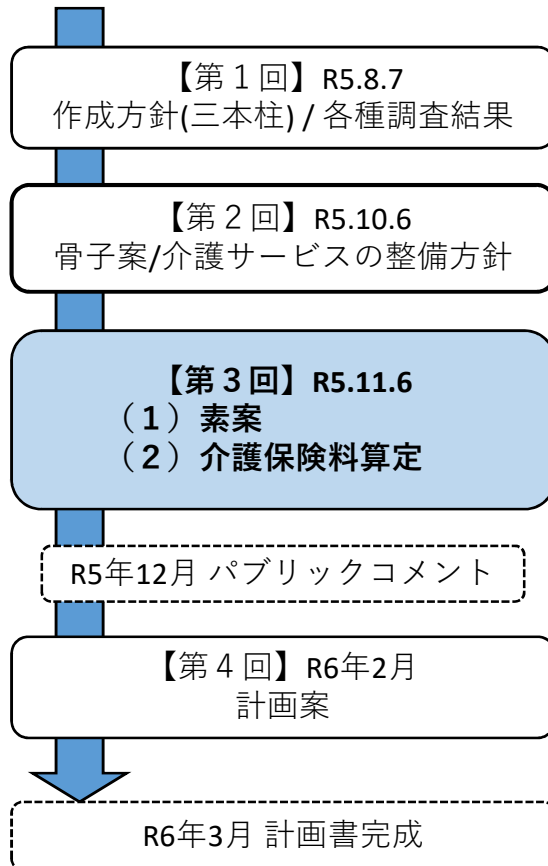 【第１回】R5.8.7
作成方針(三本柱) / 各種調査結果
【第２回】R5.10.6
骨子案/介護サービスの整備方針
【第３回】R5.11.6
（１）素案
（２）介護保険料算定
R5年12月 パブリックコメント
【第４回】R6年2月
計画案
R6年3月 計画書完成